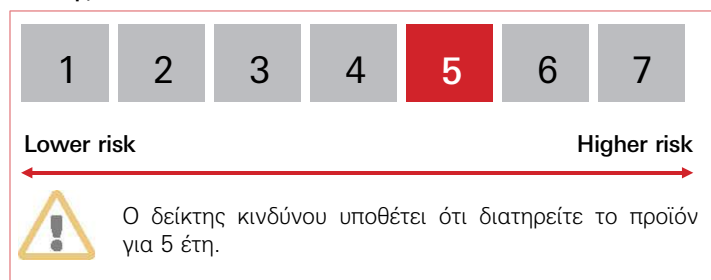 1 2 3 4 5 6 7
Lower risk Higher risk
Ο δείκτης κινδύνου υποθέτει ότι διατηρείτε το προϊόν
για 5 έτη.